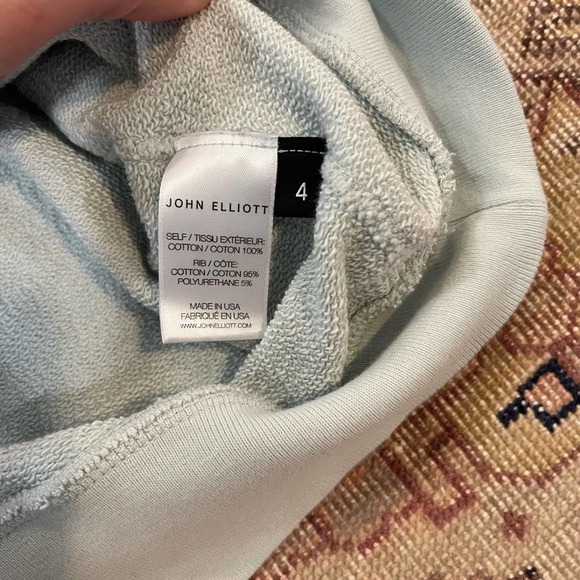 JOHN ELLIOTT
4
SELF / TISSU EXTÉRIEUR:
COTTON / COTON 100%
RIB / CÔTE:
COTTON / COTON 95%
POLYURETHANE 5%
MADE IN USA
FABRIQUÉ EN USA
WWW.JOHNELLIOTT.COM